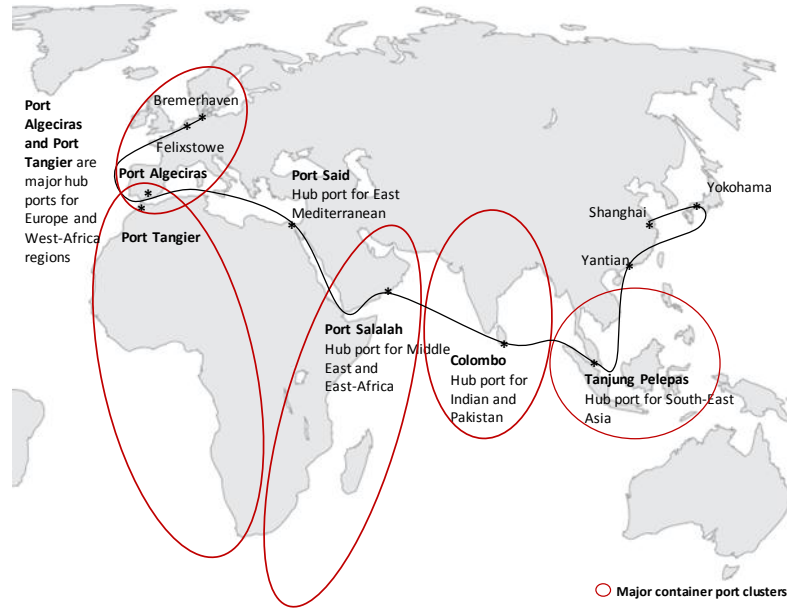 Port
Algeciras
and Port
Tangier are
major hub
ports for
Europe and
West-Africa
regions
Bremerhaven
Felixstowe
Port Algeciras
Port Tangier
Port Said
Hub port for East
Mediterranean
Port Salalah
Hub port for Middle
East and
East-Africa
Colombo
Hub port for
Indian and
Pakistan
Tanjung Pelepas
Hub port for South-East
Asia
Yokohama
Shanghai
Yantian
Major container port clusters